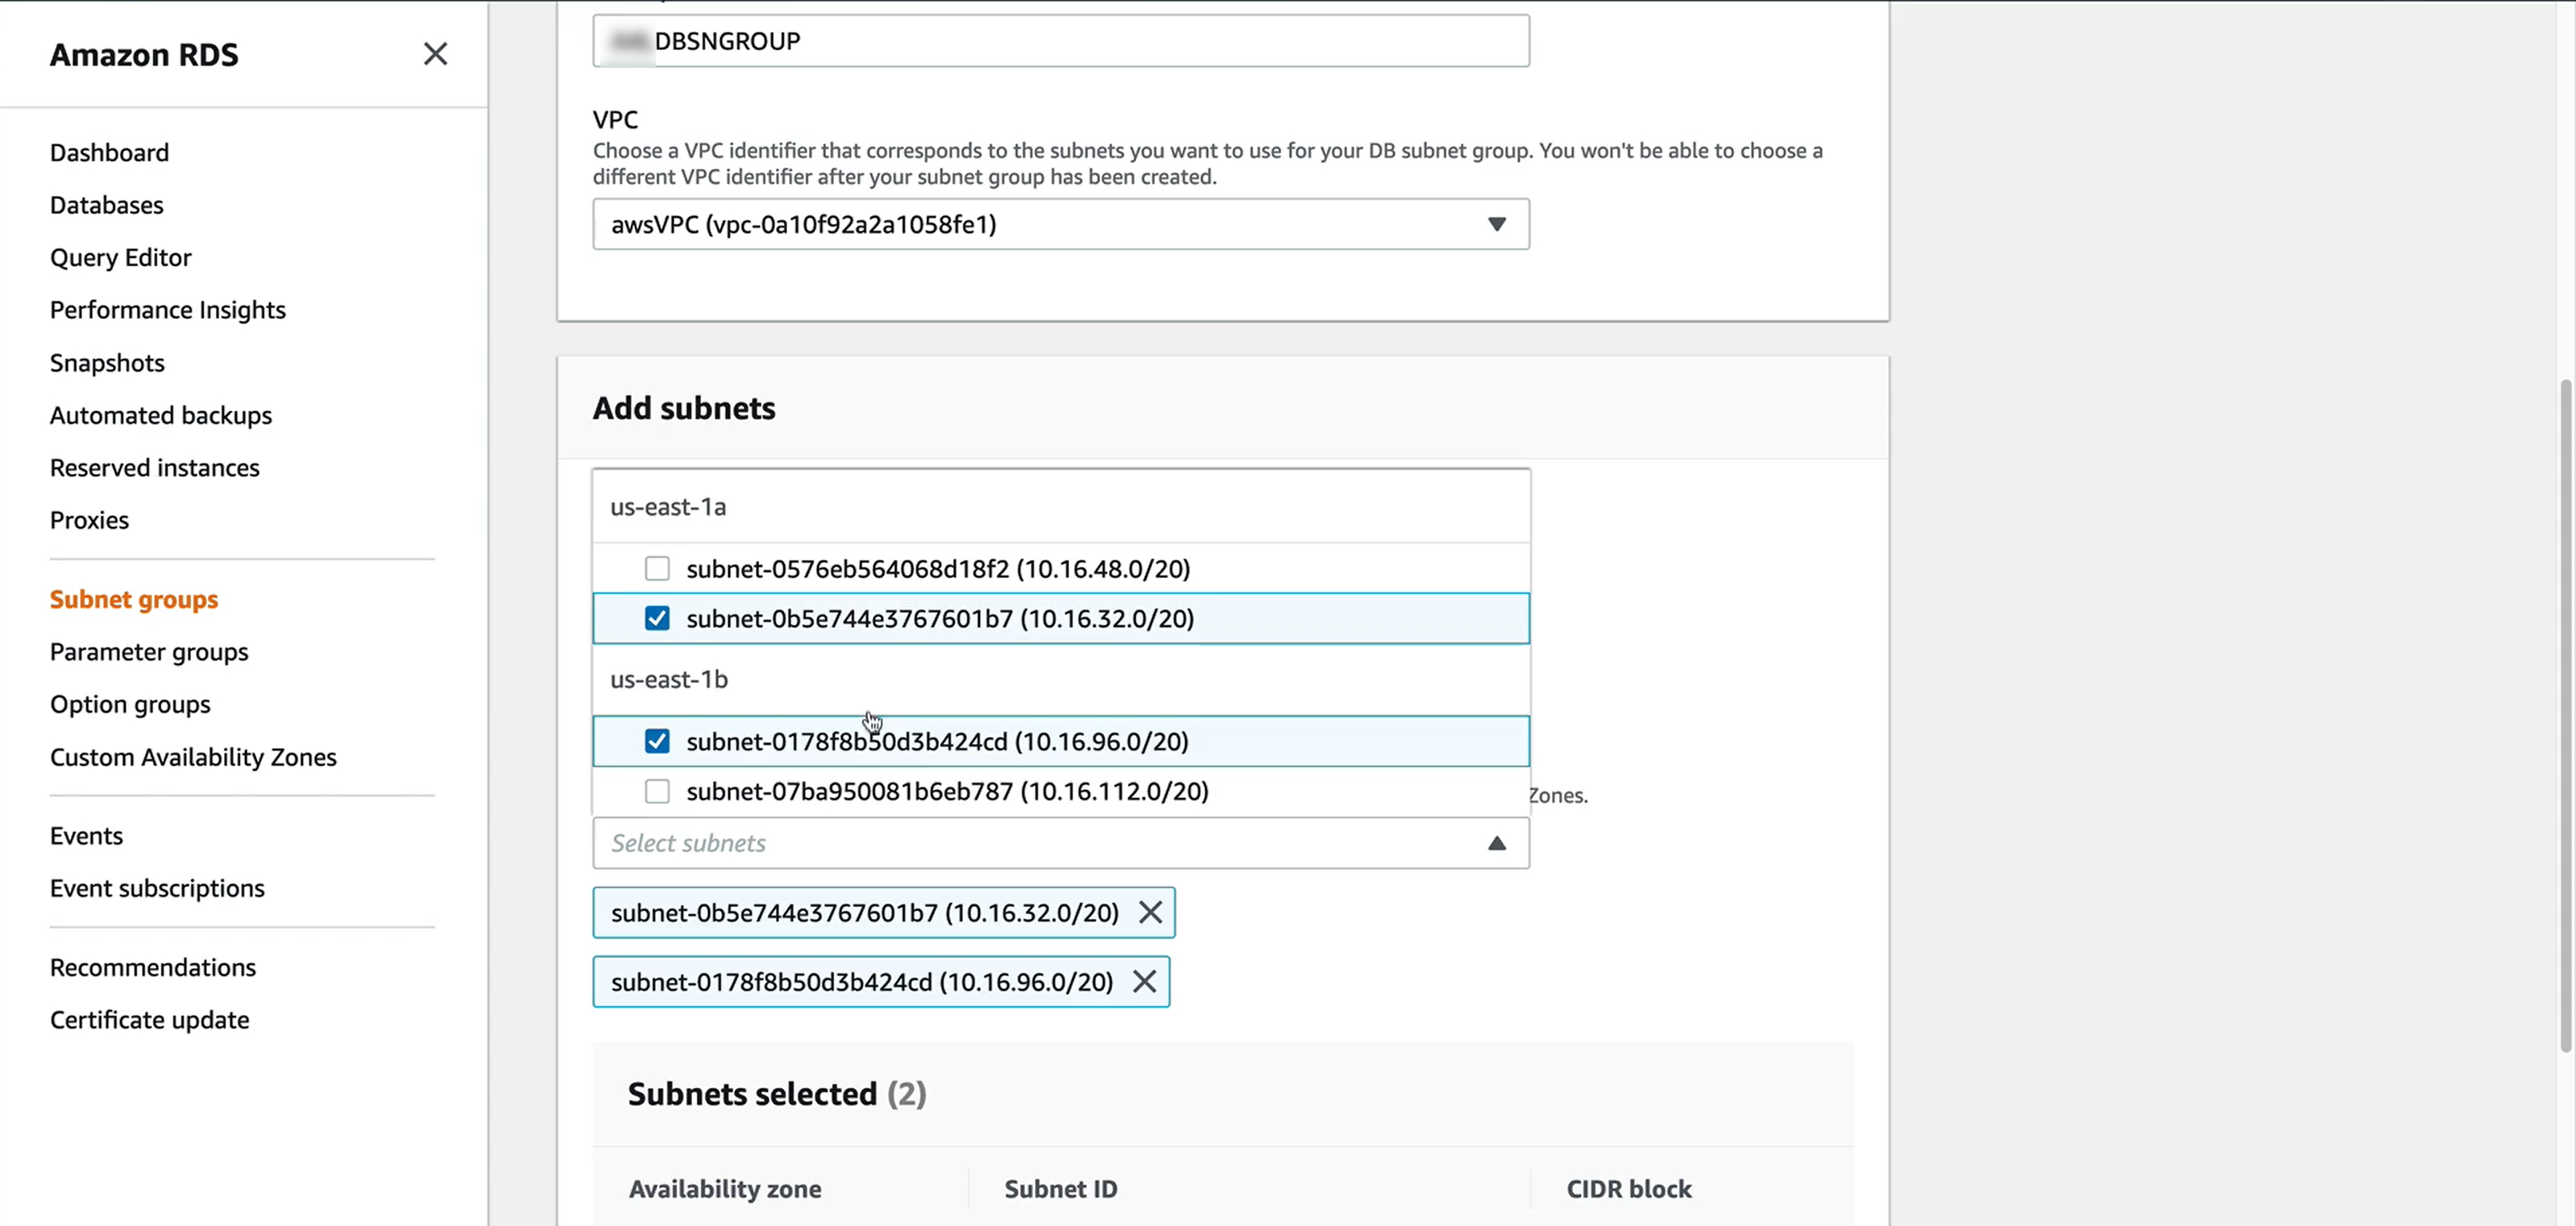 Amazon RDS
Dashboard
Databases
Query Editor
Performance Insights
Snapshots
Automated backups
Reserved instances
Proxies
Subnet groups
Parameter groups
Option groups
Custom Availability Zones
Events
Event subscriptions
Recommendations
Certificate update
DBSNGROUP
VPC
Choose a VPC identifier that corresponds to the subnets you want to use for your DB subnet group. You won't be able to choose a
different VPC identifier after your subnet group has been created.
awsVPC (vpc-0a10f92a2a1058fe1)
Add subnets
us-east-1a
subnet-0576eb564068d18f2 (10.16.48.0/20)
subnet-0b5e744e3767601b7 (10.16.32.0/20)
us-east-1b
subnet-0178f8b50d3b424cd (10.16.96.0/20)
subnet-07ba950081b6eb787 (10.16.112.0/20)
Zones.
Select subnets
subnet-0b5e744e3767601b7 (10.16.32.0/20)
subnet-0178f8b50d3b424cd (10.16.96.0/20)
Subnets selected (2)
Availability zone
Subnet ID
CIDR block